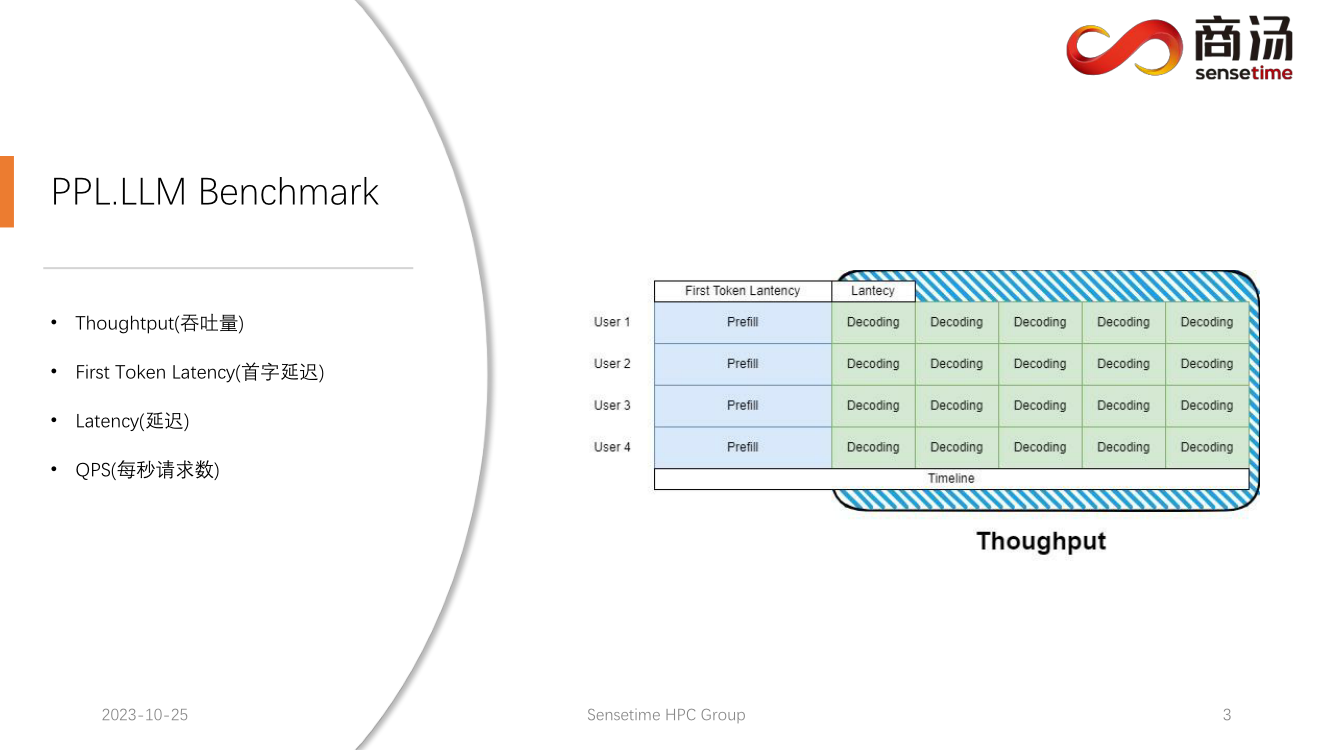 商汤
sensetime
PPL.LLM Benchmark
• Thoughtput(吞吐量)
• First Token Latency(首字延迟)
• Latency(延迟)
• QPS(每秒请求数)
First Token Lantency Lantecy
User 1 Prefill Decoding Decoding Decoding Decoding Decoding
User 2 Prefill Decoding Decoding Decoding Decoding Decoding
User 3 Prefill Decoding Decoding Decoding Decoding Decoding
User 4 Prefill Decoding Decoding Decoding Decoding Decoding
Timeline
Thoughput
2023-10-25 Sensetime HPC Group 3